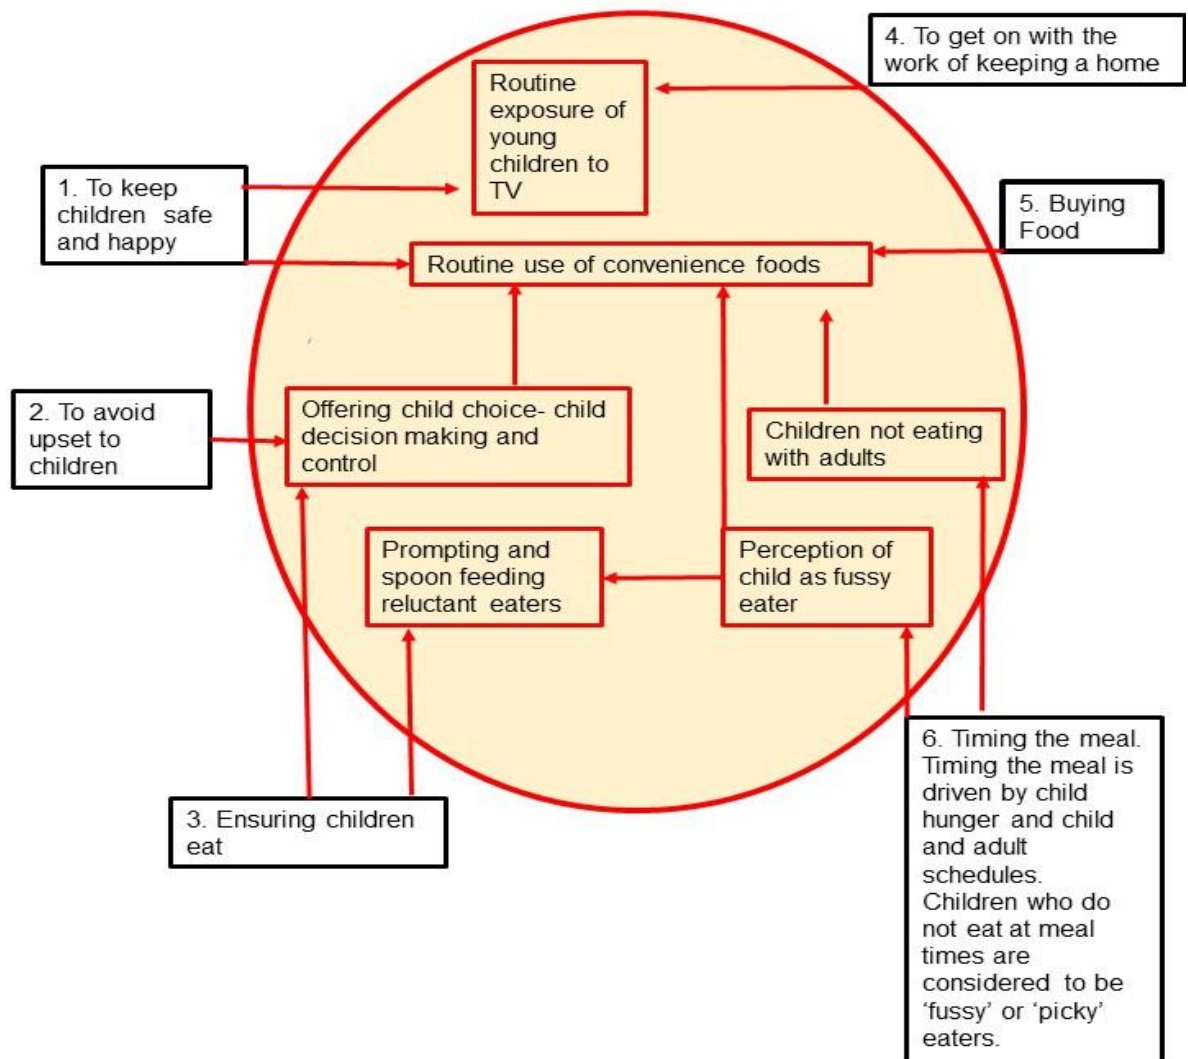 4. To get on with the
work of keeping a home
Routine
exposure of
young
children to
TV
1. To keep
children safe
and happy
5. Buying
Food
Routine use of convenience foods
2. To avoid
upset to
children
Offering child choice- child
decision making and
control
Children not eating
with adults
Prompting and
spoon feeding
reluctant eaters
Perception of
child as fussy
eater
3. Ensuring children
eat
6. Timing the meal.
Timing the meal is
driven by child
hunger and child
and adult
schedules.
Children who do
not eat at meal
times are
considered to be
‘fussy’ or ‘picky’
eaters.